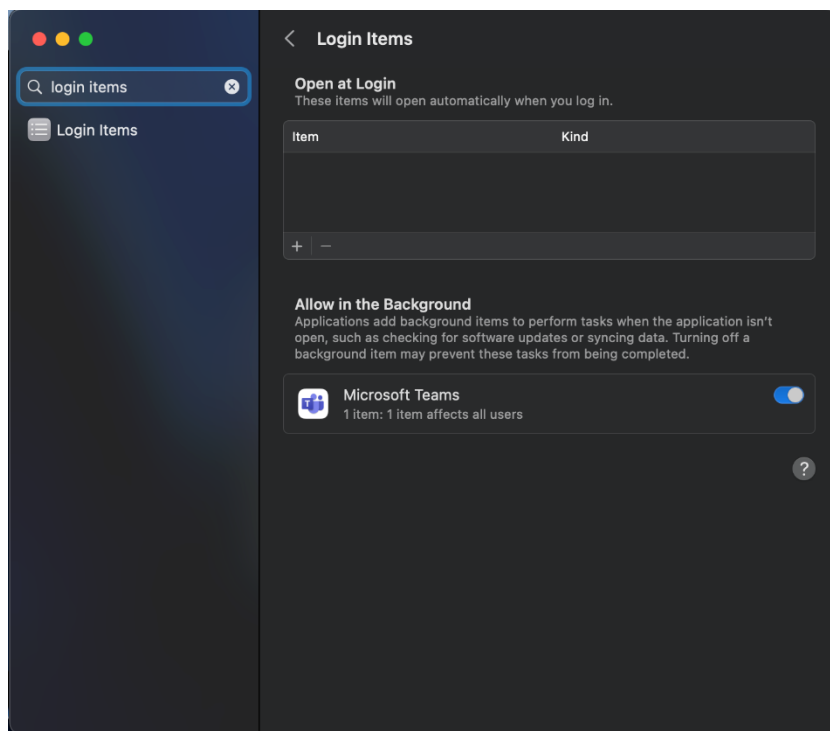 login items
Login Items
Login Items
Open at Login
These items will open automatically when you log in.
Item Kind
+ −
Allow in the Background
Applications add background items to perform tasks when the application isn't
open, such as checking for software updates or syncing data. Turning off a
background item may prevent these tasks from being completed.
T
Microsoft Teams
1 item: 1 item affects all users
?